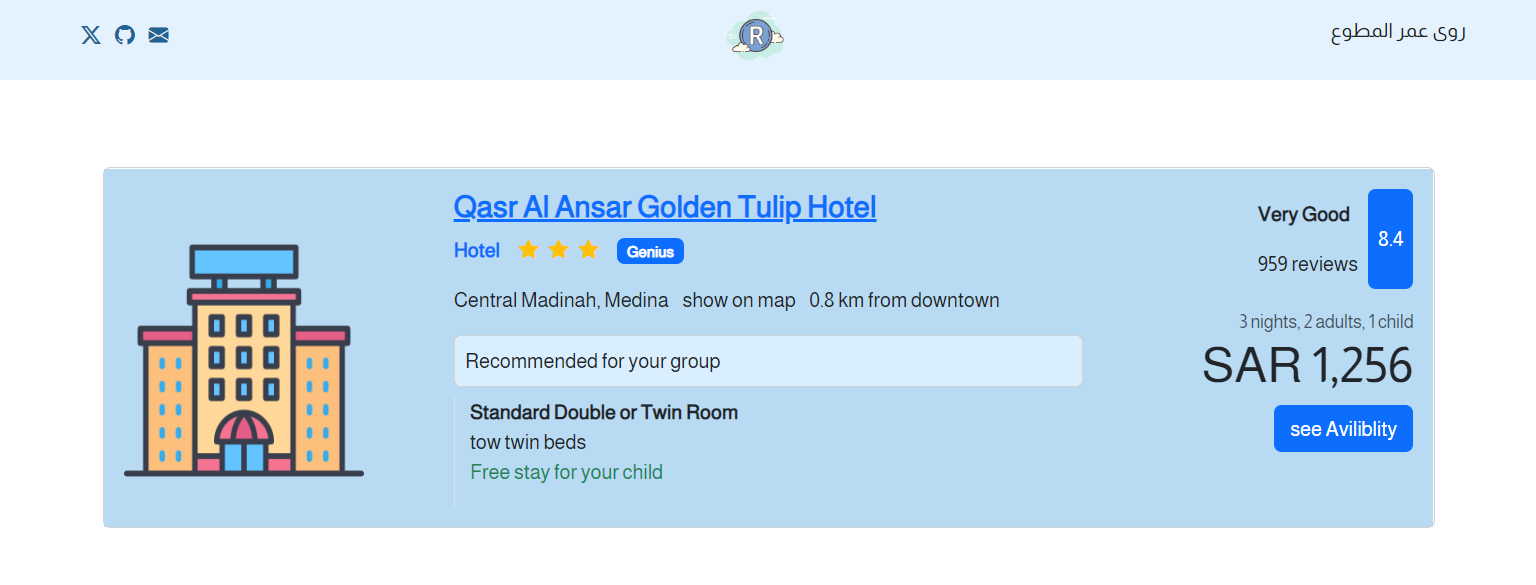 R
روى عمر المطوع
Qasr Al Ansar Golden Tulip Hotel
Hotel Genius
Central Madinah, Medina show on map 0.8 km from downtown
Recommended for your group
Standard Double or Twin Room
tow twin beds
Free stay for your child
Very Good
8.4
959 reviews
3 nights, 2 adults, 1 child
SAR 1,256
see Aviliblity